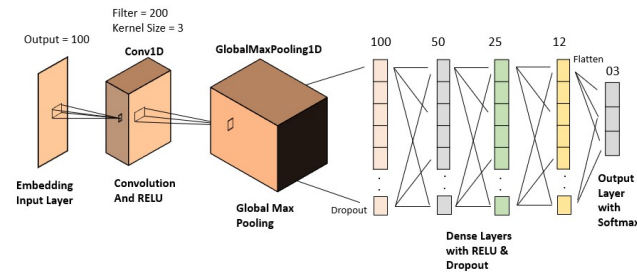 Filter = 200
Kernel Size = 3
Output = 100
Conv1D
GlobalMaxPooling1D
100
50
25
12
Flatten
03
Embedding
Input Layer
Convolution
And RELU
Global Max
Pooling
Dropout
Dense Layers
with RELU &
Dropout
Output
Layer
with
Softmax